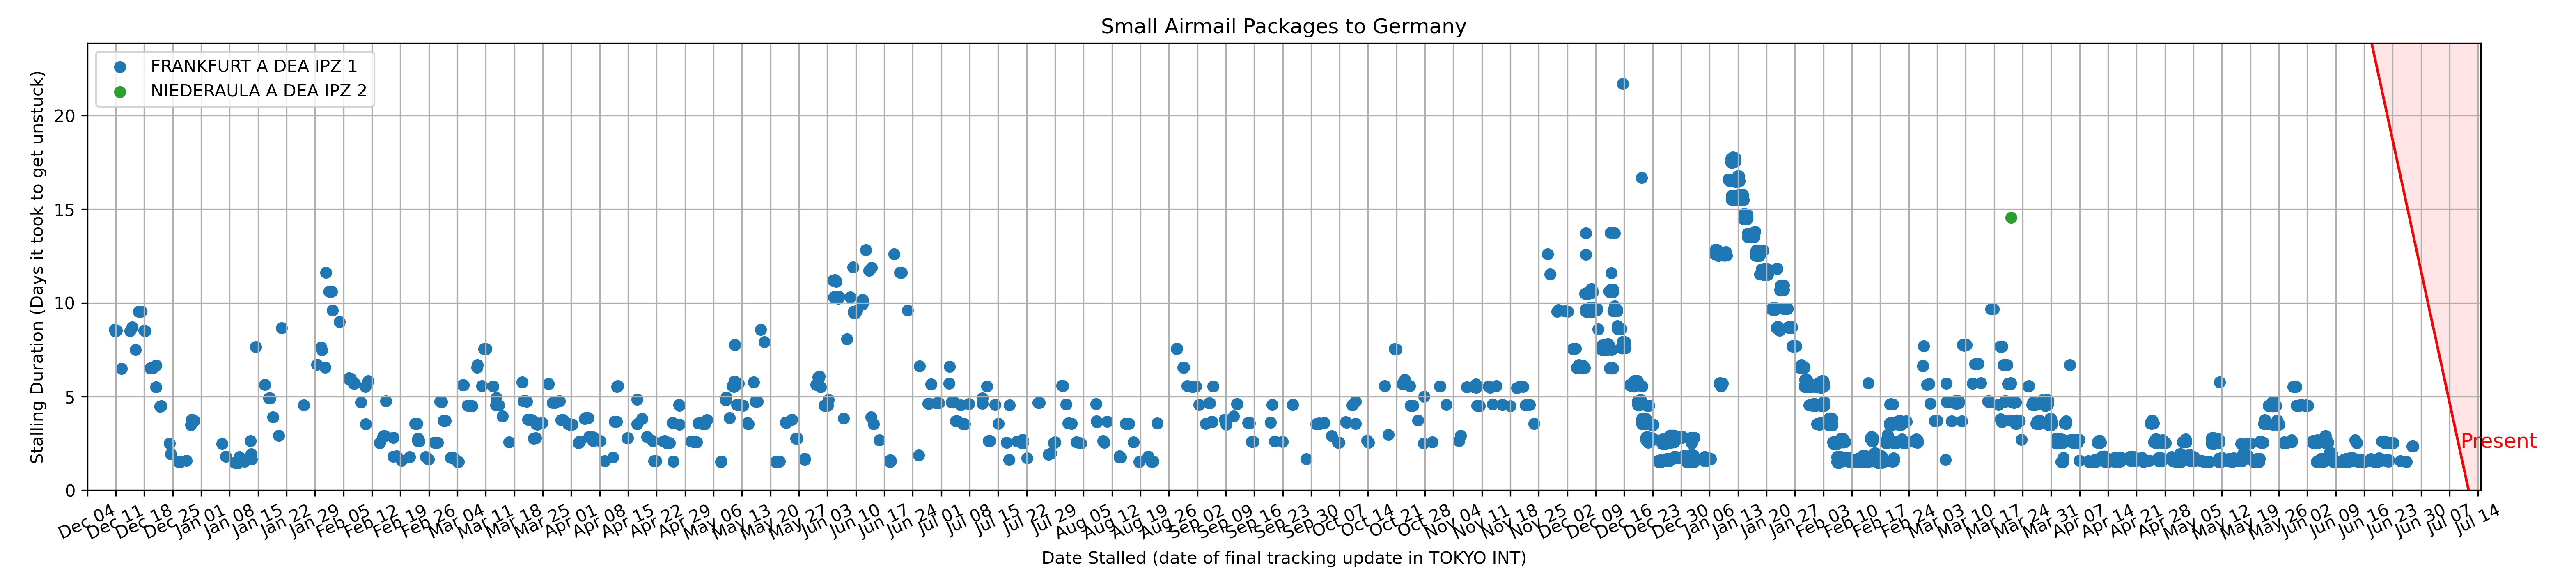 Small Airmail Packages to Germany
FRANKFURT A DEA IPZ 1
NIEDERAULA A DEA IPZ 2
Stalling Duration (Days it took to get unstuck)
20
15
10
5
0
Present
Dec 04
Dec 11
Dec 18
Dec 25
Jan 01
Jan 08
Jan 15
Jan 22
Jan 29
Feb 05
Feb 12
Feb 19
Feb 26
Mar 04
Mar 11
Mar 18
Mar 25
Apr 01
Apr 08
Apr 15
Apr 22
Apr 29
May 06
May 13
May 20
May 27
Jun 03
Jun 10
Jun 17
Jun 24
Jul 01
Jul 08
Jul 15
Jul 22
Jul 29
Aug 05
Aug 12
Aug 19
Aug 26
Sep 02
Sep 09
Sep 16
Sep 23
Sep 30
Oct 07
Oct 14
Oct 21
Oct 28
Nov 04
Nov 11
Nov 18
Nov 25
Dec 02
Dec 09
Dec 16
Dec 23
Dec 30
Jan 06
Jan 13
Jan 20
Jan 27
Feb 03
Feb 10
Feb 17
Feb 24
Mar 03
Mar 10
Mar 17
Mar 24
Mar 31
Apr 07
Apr 14
Apr 21
Apr 28
May 05
May 12
May 19
May 26
Jun 02
Jun 09
Jun 16
Jun 23
Jun 30
Jul 07
Jul 14
Date Stalled (date of final tracking update in TOKYO INT)